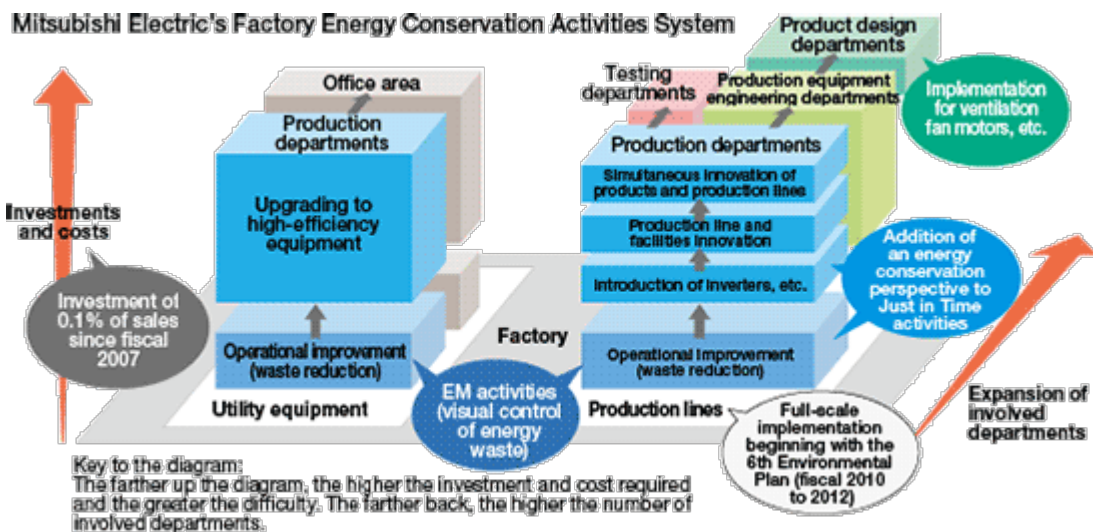 Mitsubishi Electric's Factory Energy Conservation Activities System
Investments
and costs
Investment of
0.1% of sales
since fiscal
2007
Office area
Production
departments
Upgrading to
high-efficiency
equipment
Operational improvement
(waste reduction)
Utility equipment
Factory
EM activities
(visual control
of energy
waste)
Product design
departments
Testing
departments
Production equipment
engineering departments
Implementation
for ventilation
fan motors, etc.
Production departments
Simultaneous innovation of
products and production lines
Production line and
facilities innovation
Introduction of inverters, etc.
Addition of
an energy
conservation
perspective to
Just in Time
activities
Operational improvement
(waste reduction)
Production lines
Full-scale
implementation
beginning with the
6th Environmental
Plan (fiscal 2010
to 2012)
Expansion of
involved
departments
Key to the diagram:
The farther up the diagram, the higher the investment and cost required
and the greater the difficulty. The farther back, the higher the number of
involved departments.